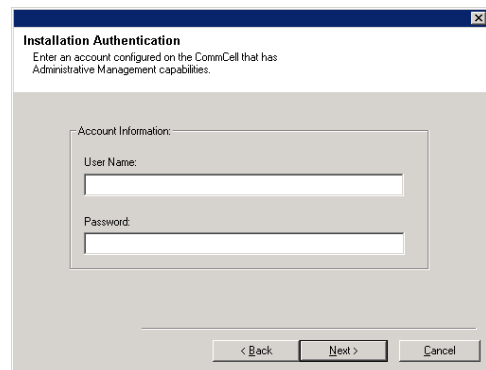 Installation Authentication
Enter an account configured on the CommCell that has
Administrative Management capabilities.
Account Information:
User Name:
Password:
< Back
Next >
Cancel